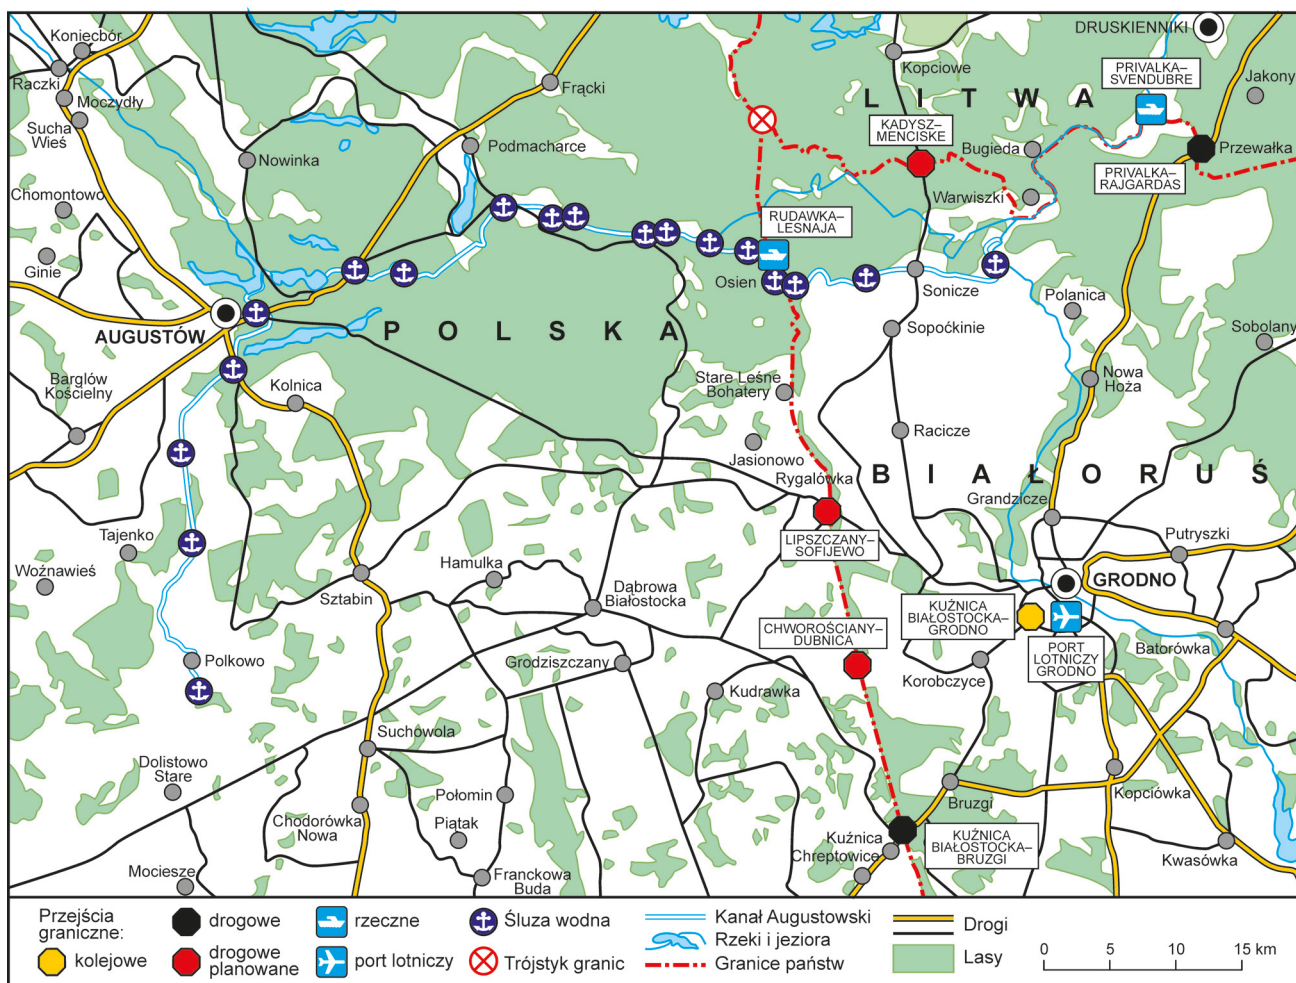 Koniecbór
Raczki
Moczydły
Sucha
Wieś
Nowinka
Chomontowo
Ginie
Frącki
Podmacharce
DRUSKIENNIKI
Kopciowe
PRIVALKA–
SVENDUBRE
Jakony
LITWA
KADYSZ–
MENCISKE
Bugieda
Przewałka
PRIVALKA–
RAJGARDAS
Warwiszki
RUDAWKA–
LESNAJA
Osien
Sonicze
Polanica
AUGUSTÓW
POLSKA
Sopoćkinie
Sobolany
Barglów
Kościelny
Kolnica
Stare Leśne
Bohatery
Nowa
Hoża
Racicze
Jasionowo
Rygalówka
BIAŁORUŚ
Grandzicze
Tajenko
LIPSZCZANY–
SOFIJEWO
Putryszki
Woźnawieś
Hamulka
Sztabin
Dąbrowa
Białostocka
GRODNO
KUŹNICA
BIAŁOSTOCKA–
GRODNO
CHWOROŚCIANY–
DUBNICA
PORT
LOTNICZY
GRODNO
Batorówka
Polkowo
Grodziszczany
Korobczyce
Kudrawka
Suchowola
Dolistowo
Stare
Połomin
Bruzgi
Kopciówka
Chodorówka
Nowa
Piątak
Kuźnica
Chreptowice
KUŹNICA
BIAŁOSTOCKA–
BRUZGI
Kwasówka
Mociesze
Franckowa
Buda
Przejścia
graniczne:
drogowe
rzeczne
Śluza wodna
Kanał Augustowski
Rzeki i jeziora
Drogi
kolejowe
drogowe
planowane
port lotniczy
Trójstyk granic
Granice państw
Lasy
0 5 10 15 km